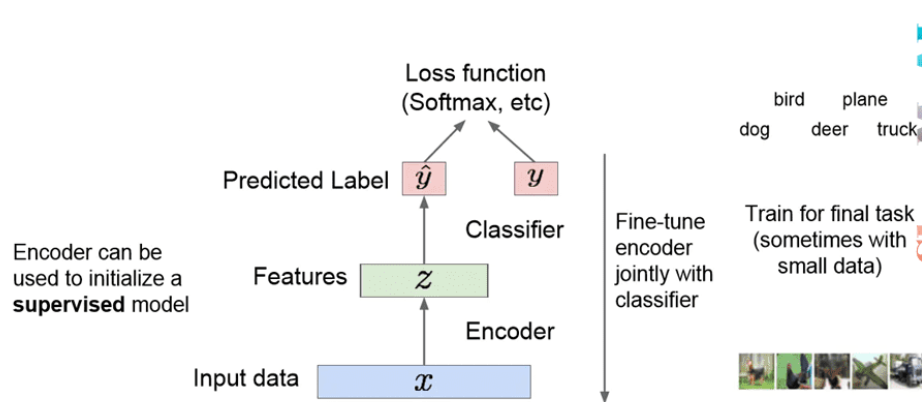 Loss function
(Softmax, etc)
bird plane
dog deer truck
Predicted Label
ŷ
y
Classifier
Fine-tune
encoder
jointly with
classifier
Train for final task
(sometimes with
small data)
Encoder can be
used to initialize a
supervised model
Features
z
Encoder
Input data
x